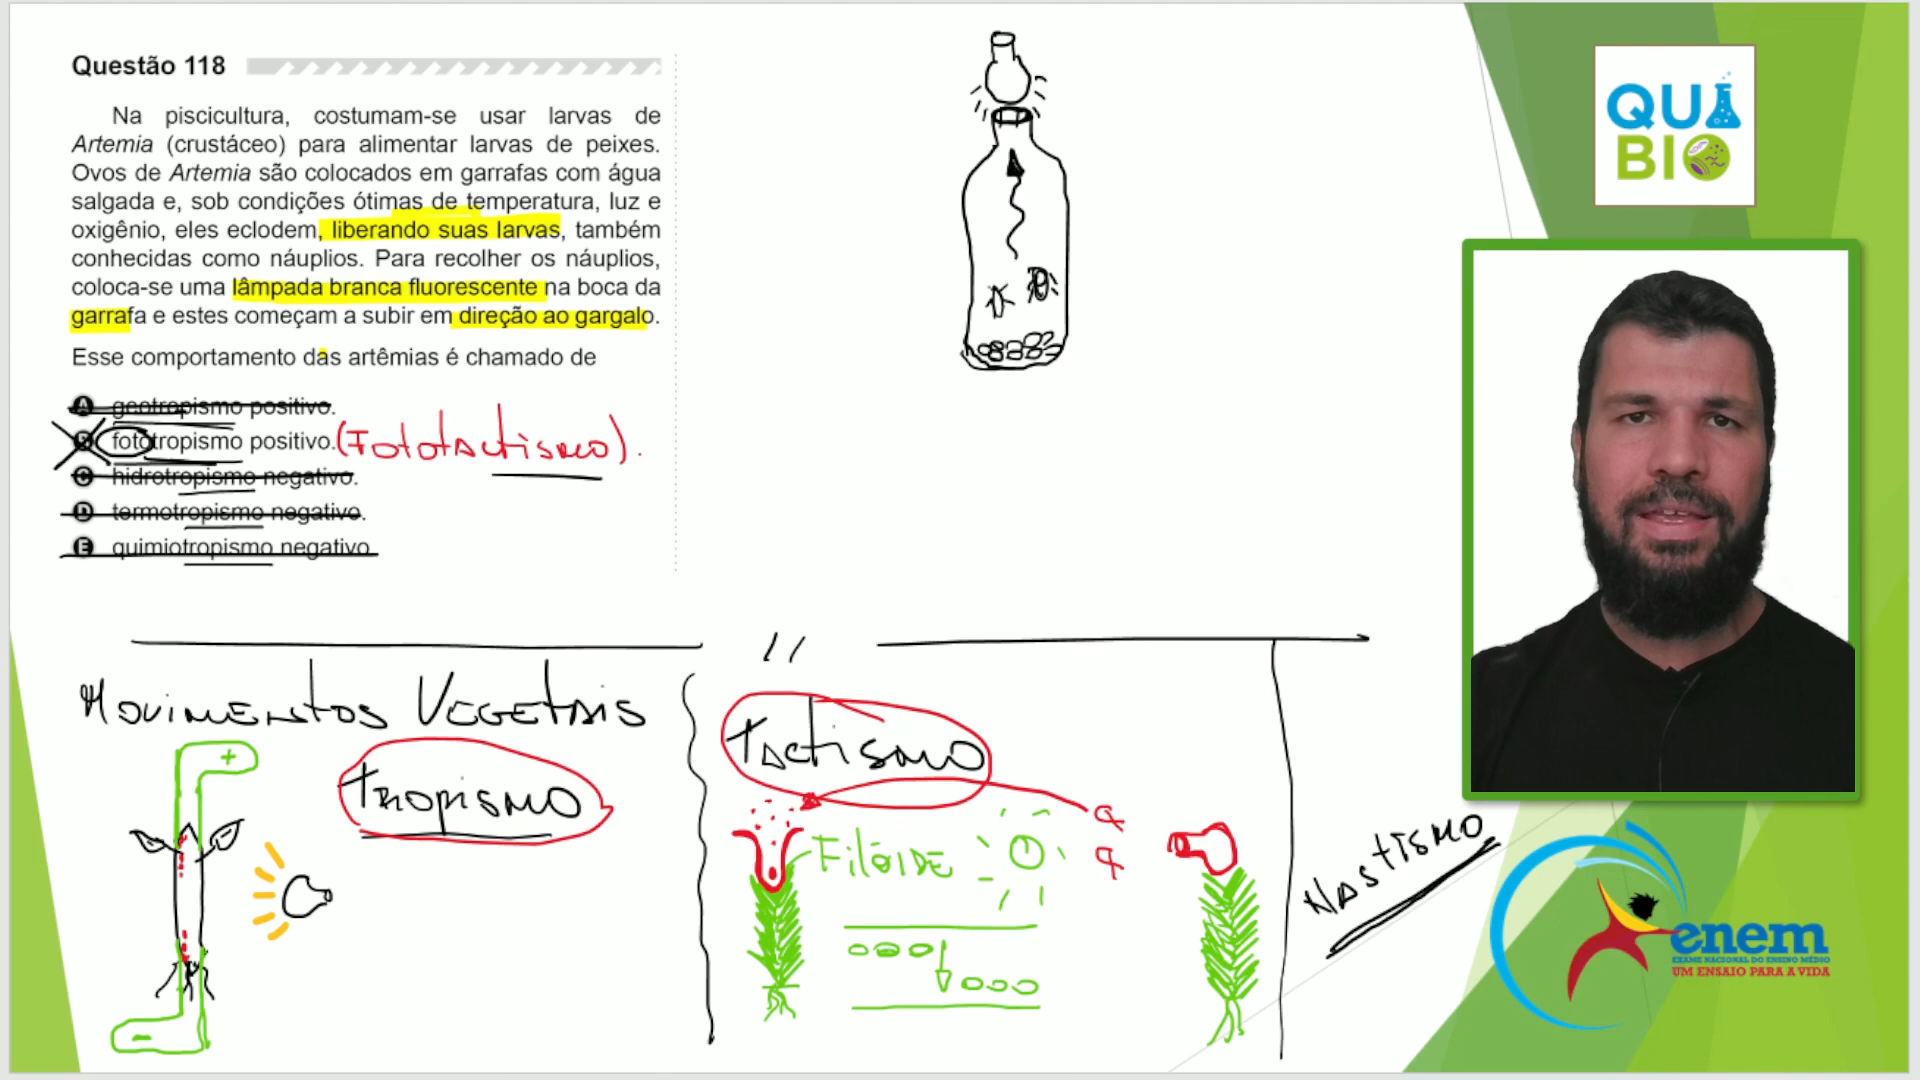 Questão 118
Na piscicultura, costumam-se usar larvas de
Artemia (crustáceo) para alimentar larvas de peixes.
Ovos de Artemia são colocados em garrafas com água
salgada e, sob condições ótimas de temperatura, luz e
oxigênio, eles eclodem, liberando suas larvas, também
conhecidas como náuplios. Para recolher os náuplios,
coloca-se uma lâmpada branca fluorescente na boca da
garrafa e estes começam a subir em direção ao gargalo.
Esse comportamento das artêmias é chamado de
A geotropismo positivo.
B fototropismo positivo. (Fototactismo).
C hidrotropismo negativo.
D termotropismo negativo.
E quimiotropismo negativo.
Movimentos Vegetais
Tropismo
+
-
Tactismo
Filóide
Nastismo
QUI
BIO
enem
EXAME NACIONAL DO ENSINO MÉDIO
UM ENSAIO PARA A VIDA